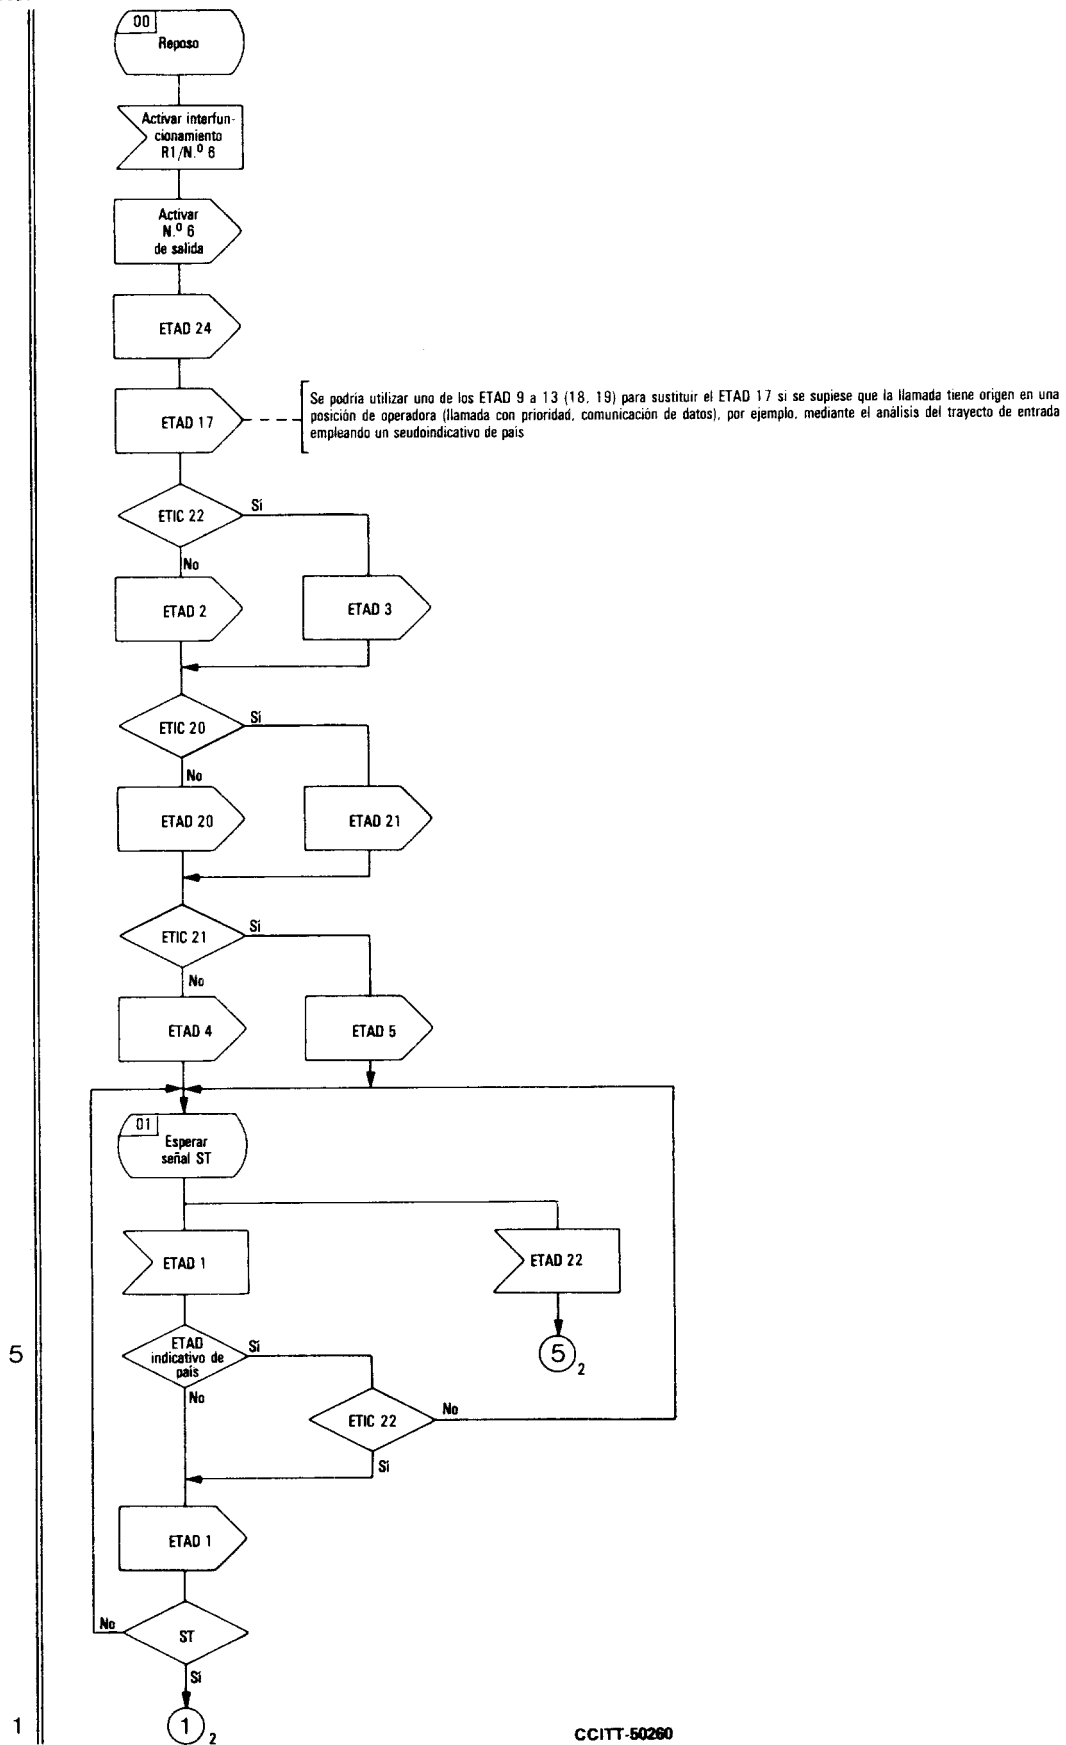 00
Reposo
Activar interfun-
cionamiento
R1/N.º 6
Activar
N.º 6
de salida
ETAD 24
ETAD 17
Se podría utilizar uno de los ETAD 9 a 13 (18, 19) para sustituir el ETAD 17 si se supiese que la llamada tiene origen en una
posición de operadora (llamada con prioridad, comunicación de datos), por ejemplo, mediante el análisis del trayecto de entrada
empleando un seudoindicativo de país
ETIC 22
Sí
No
ETAD 2
ETAD 3
ETIC 20
Sí
No
ETAD 20
ETAD 21
ETIC 21
Sí
No
ETAD 4
ETAD 5
01
Esperar
señal ST
ETAD 1
ETAD 22
5
ETAD
indicativo de
país
Sí
No
5
2
ETIC 22
No
Sí
ETAD 1
No
ST
Sí
1
1
2
CCITT-50260